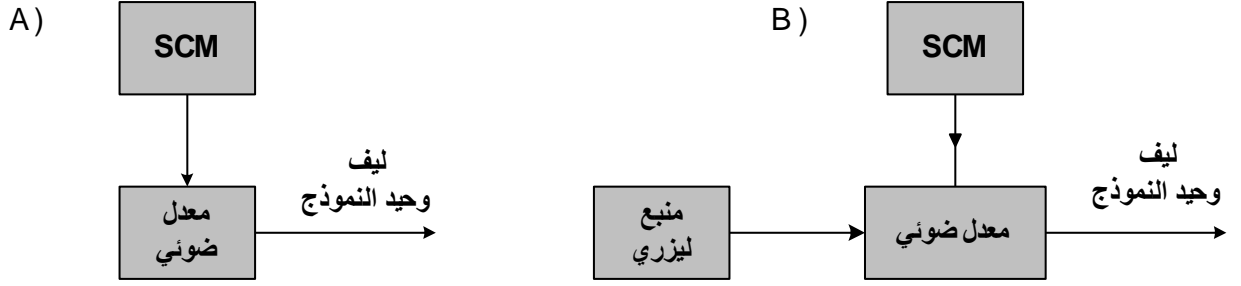 A)
SCM
ليف
وحيد النموذج
معدل
ضوئي
B)
SCM
ليف
وحيد النموذج
منبع
ليزري
معدل ضوئي